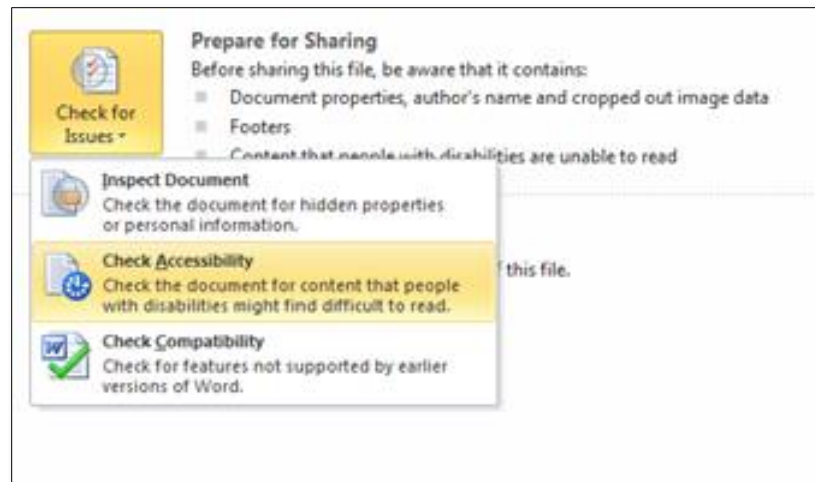 Prepare for Sharing
Before sharing this file, be aware that it contains:
Document properties, author's name and cropped out image data
Footers
Content that people with disabilities are unable to read
Check for
Issues
Inspect Document
Check the document for hidden properties
or personal information.
Check Accessibility
Check the document for content that people
with disabilities might find difficult to read.
this file.
Check Compatibility
Check for features not supported by earlier
versions of Word.